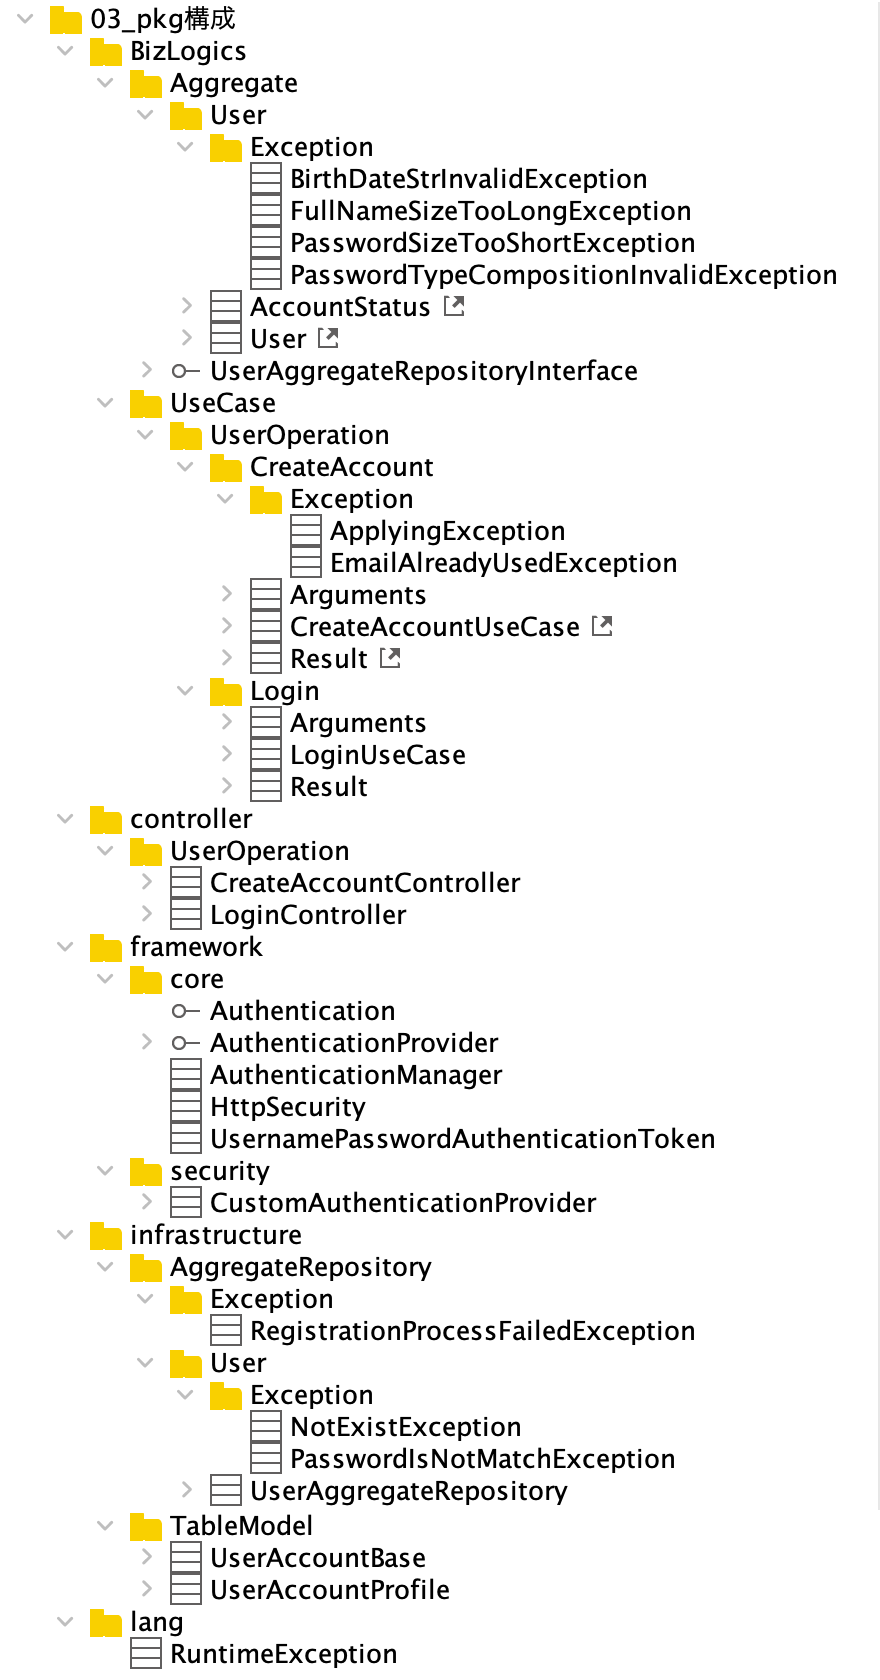 03_pkg構成
BizLogics
Aggregate
User
Exception
BirthDateStrInvalidException
FullNameSizeTooLongException
PasswordSizeTooShortException
PasswordTypeCompositionInvalidException
AccountStatus
User
UserAggregateRepositoryInterface
UseCase
UserOperation
CreateAccount
Exception
ApplyingException
EmailAlreadyUsedException
Arguments
CreateAccountUseCase
Result
Login
Arguments
LoginUseCase
Result
controller
UserOperation
CreateAccountController
LoginController
framework
core
Authentication
AuthenticationProvider
AuthenticationManager
HttpSecurity
UsernamePasswordAuthenticationToken
security
CustomAuthenticationProvider
infrastructure
AggregateRepository
Exception
RegistrationProcessFailedException
User
Exception
NotExistException
PasswordIsNotMatchException
UserAggregateRepository
TableModel
UserAccountBase
UserAccountProfile
lang
RuntimeException